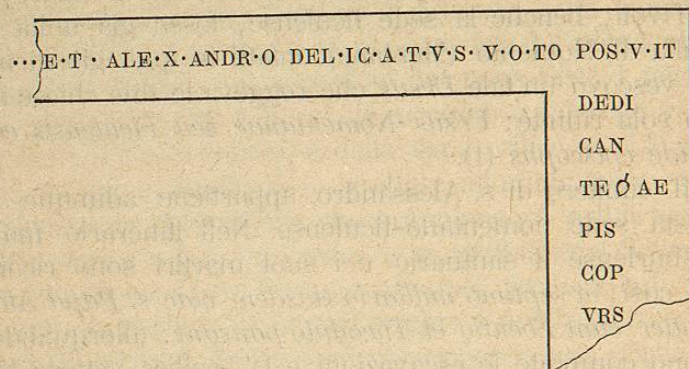 ...E·T· ALE·X·ANDR·O DEL·IC·A·T·V·S· V·O·TO POS·V·IT
DEDI
CAN
TE Ó AE
PIS
COP
VRS